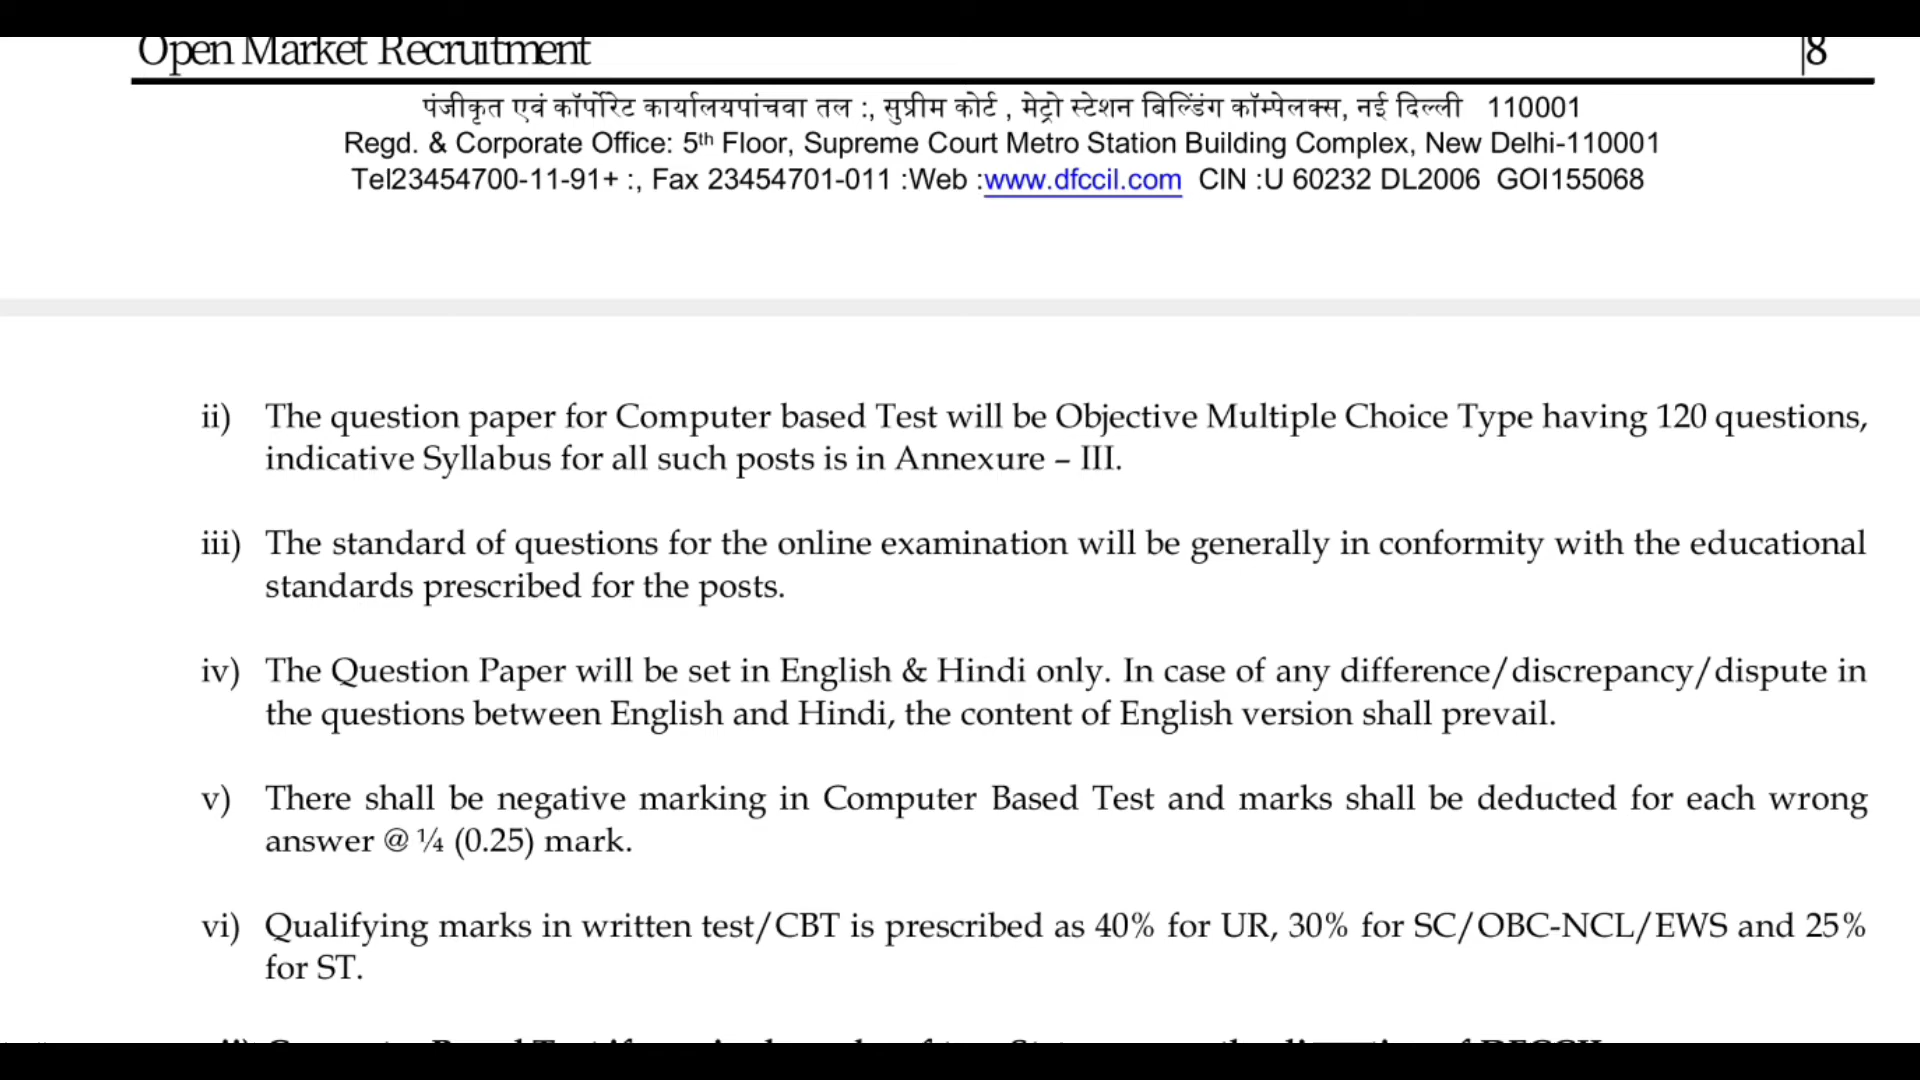 Open Market Recruitment |8
पंजीकृत एवं कॉर्पोरेट कार्यालयपांचवा तल :, सुप्रीम कोर्ट , मेट्रो स्टेशन बिल्डिंग कॉम्पेलक्स, नई दिल्ली 110001
Regd. & Corporate Office: 5th Floor, Supreme Court Metro Station Building Complex, New Delhi-110001
Tel23454700-11-91+ :, Fax 23454701-011 :Web :www.dfccil.com CIN :U 60232 DL2006 GOI155068
ii) The question paper for Computer based Test will be Objective Multiple Choice Type having 120 questions,
indicative Syllabus for all such posts is in Annexure – III.
iii) The standard of questions for the online examination will be generally in conformity with the educational
standards prescribed for the posts.
iv) The Question Paper will be set in English & Hindi only. In case of any difference/discrepancy/dispute in
the questions between English and Hindi, the content of English version shall prevail.
v) There shall be negative marking in Computer Based Test and marks shall be deducted for each wrong
answer @ ¼ (0.25) mark.
vi) Qualifying marks in written test/CBT is prescribed as 40% for UR, 30% for SC/OBC-NCL/EWS and 25%
for ST.